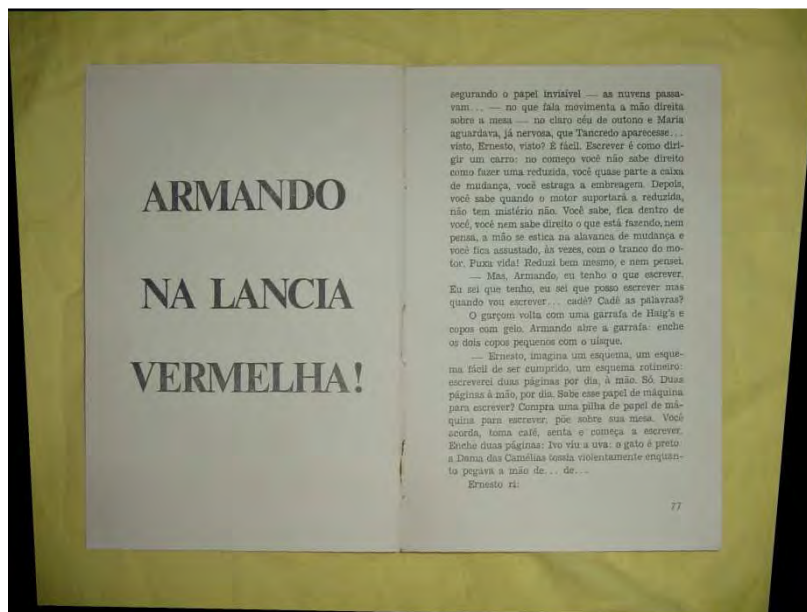 ARMANDO
NA LANCIA
VERMELHA!
segurando o papel invisível — as nuvens passa-
vam... — no que fala movimenta a mão direita
sobre a mesa — no claro céu de outono e Maria
aguardava, já nervosa, que Tancredo aparecesse...
visto, Ernesto, visto? É fácil. Escrever é como diri-
gir um carro: no começo você não sabe direito
como fazer uma reduzida, você quase parte a caixa
de mudança, você estraga a embreagem. Depois,
você sabe quando o motor suportará a reduzida,
não tem mistério não. Você sabe, fica dentro de
você, você nem sabe direito o que está fazendo, nem
pensa, a mão se estica na alavanca de mudança e
você fica assustado, às vezes, com o tranco do mo-
tor. Puxa vida! Reduzi bem mesmo, e nem pensei.
— Mas, Armando, eu tenho o que escrever.
Eu sei que tenho, eu sei que posso escrever mas
quando vou escrever... cadê? Cadê as palavras?
O garçom volta com uma garrafa de Haig's e
copos com gelo. Armando abre a garrafa: enche
os dois copos pequenos com o uísque.
— Ernesto, imagina um esquema, um esque-
ma fácil de ser cumprido, um esquema rotineiro:
escreverei duas páginas por dia, à mão. Só. Duas
páginas à mão, por dia. Sabe esse papel de máquina
para escrever? Compra uma pilha de papel de má-
quina para escrever, põe sobre sua mesa. Você
acorda, toma café, senta e começa a escrever.
Enche duas páginas: Ivo viu a uva: o gato é preto:
a Dama das Camélias tossia violentamente enquan-
to pegava a mão de... de...
Ernesto ri:
77